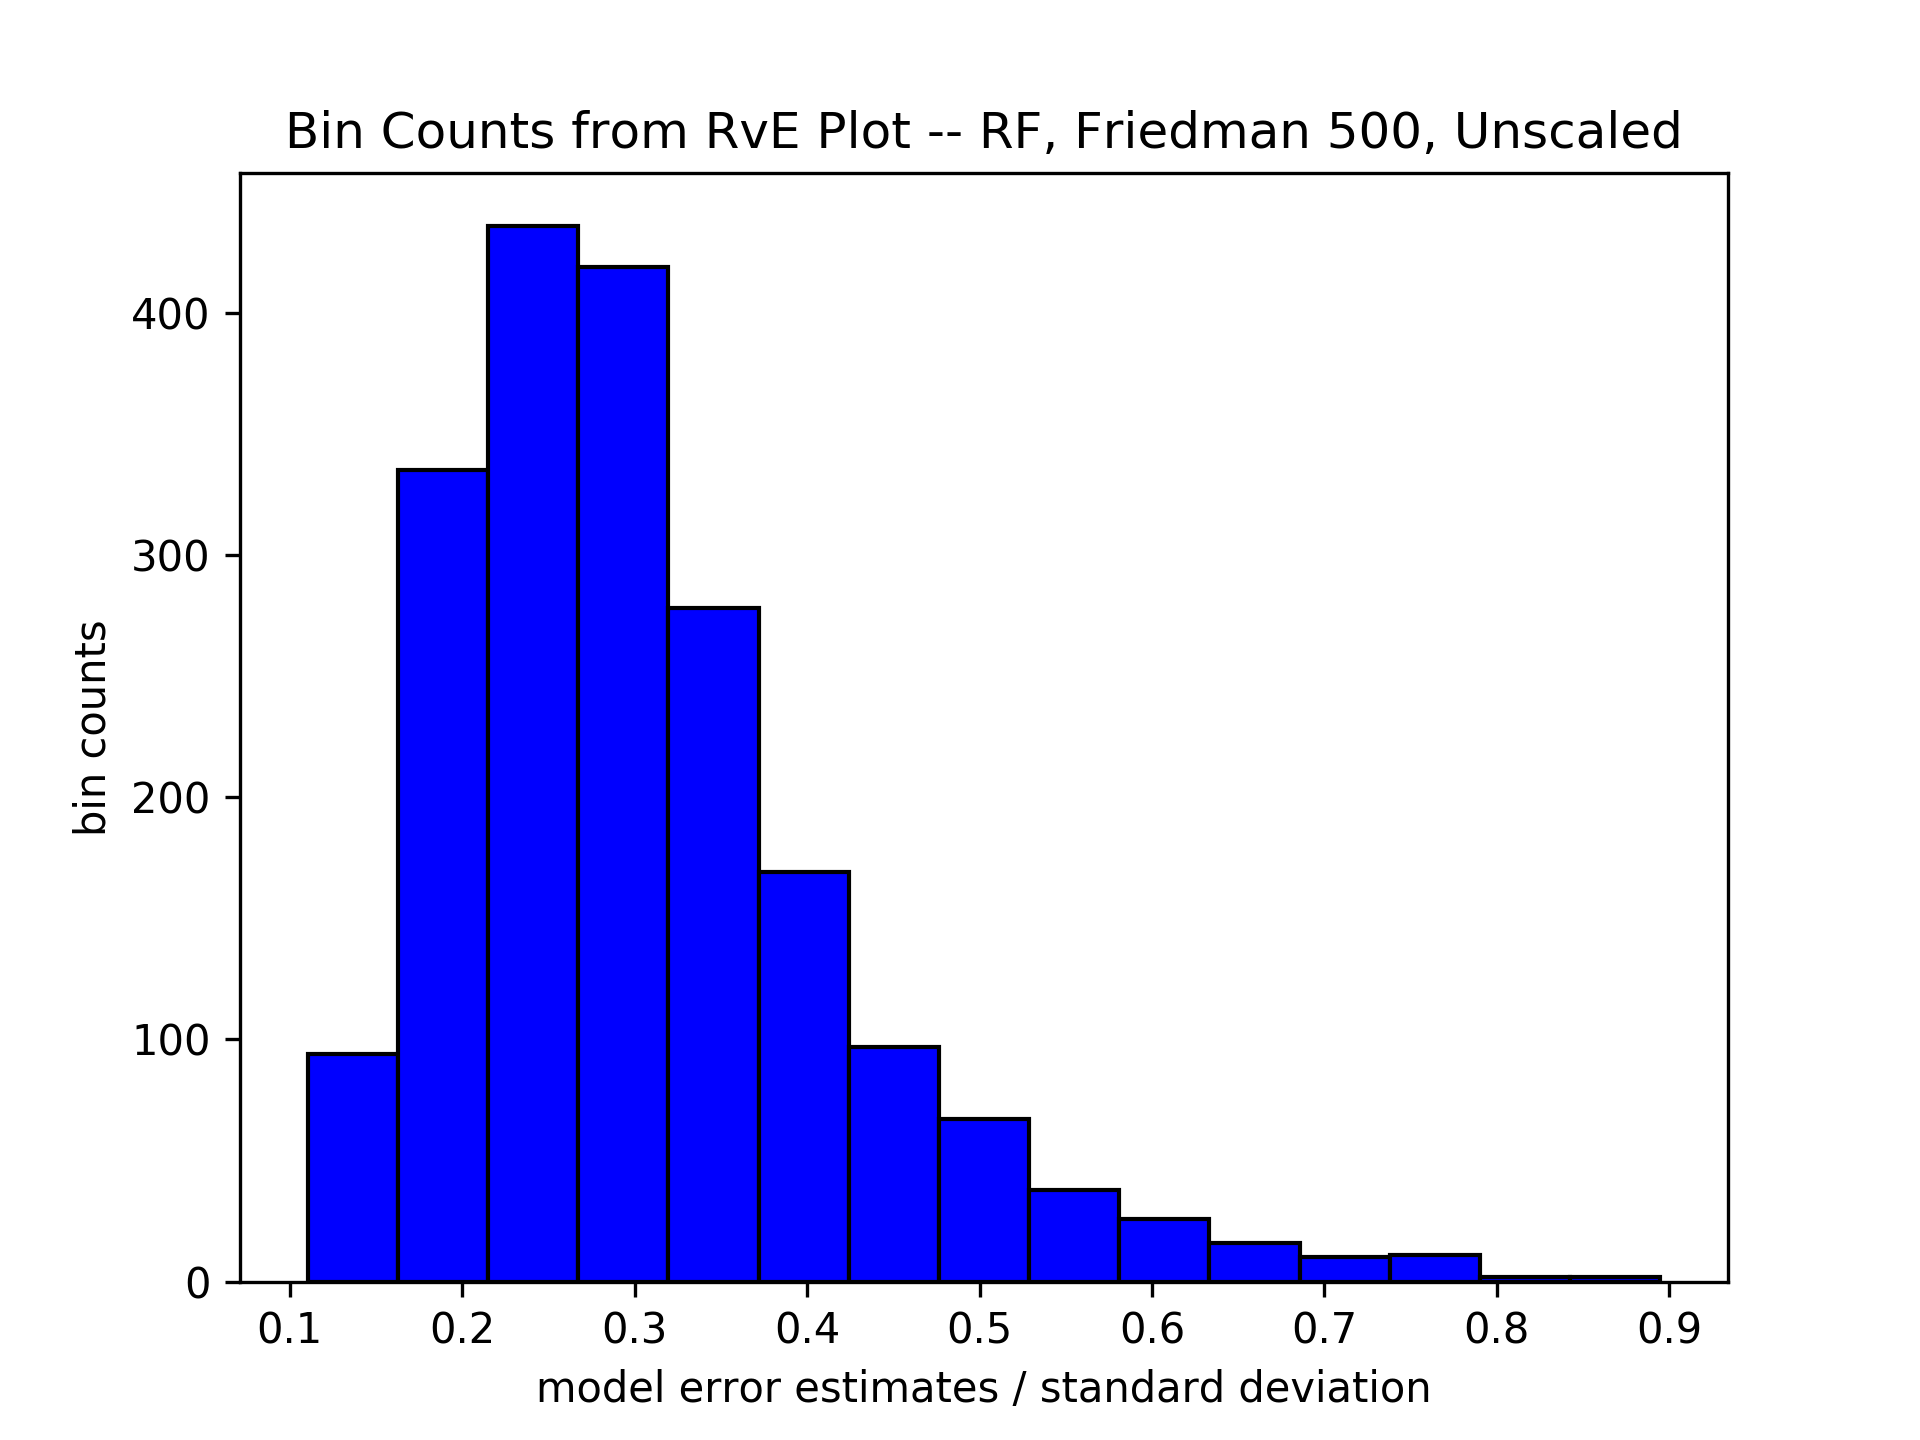 Bin Counts from RvE Plot -- RF, Friedman 500, Unscaled
400
300
200
100
0
bin counts
0.1 0.2 0.3 0.4 0.5 0.6 0.7 0.8 0.9
model error estimates / standard deviation